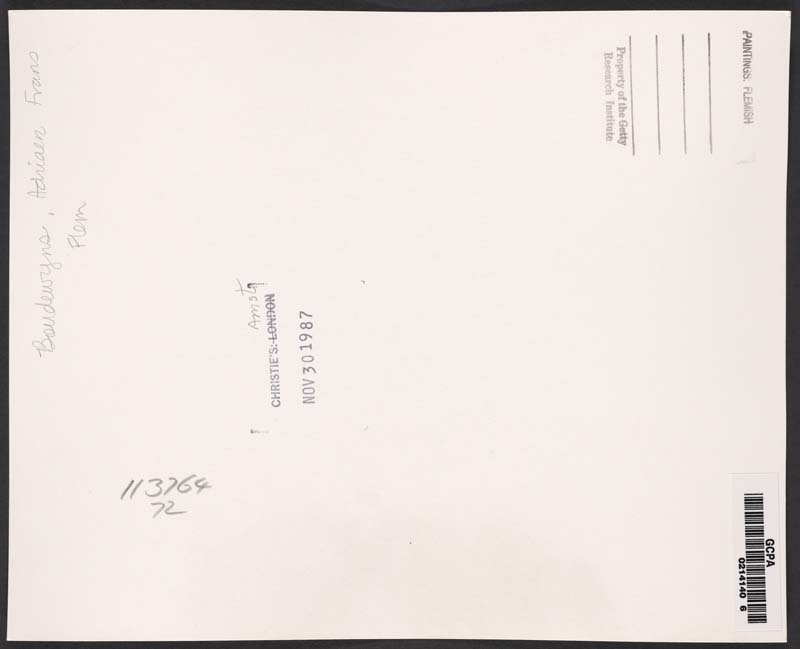 Boudewyns, Adriaen Frans
Flem
Amst
CHRISTIE'S: LONDON
NOV 30 1987
113764
72
PAINTINGS: FLEMISH
Property of the Getty
Research Institute
GCPA
0214140 6